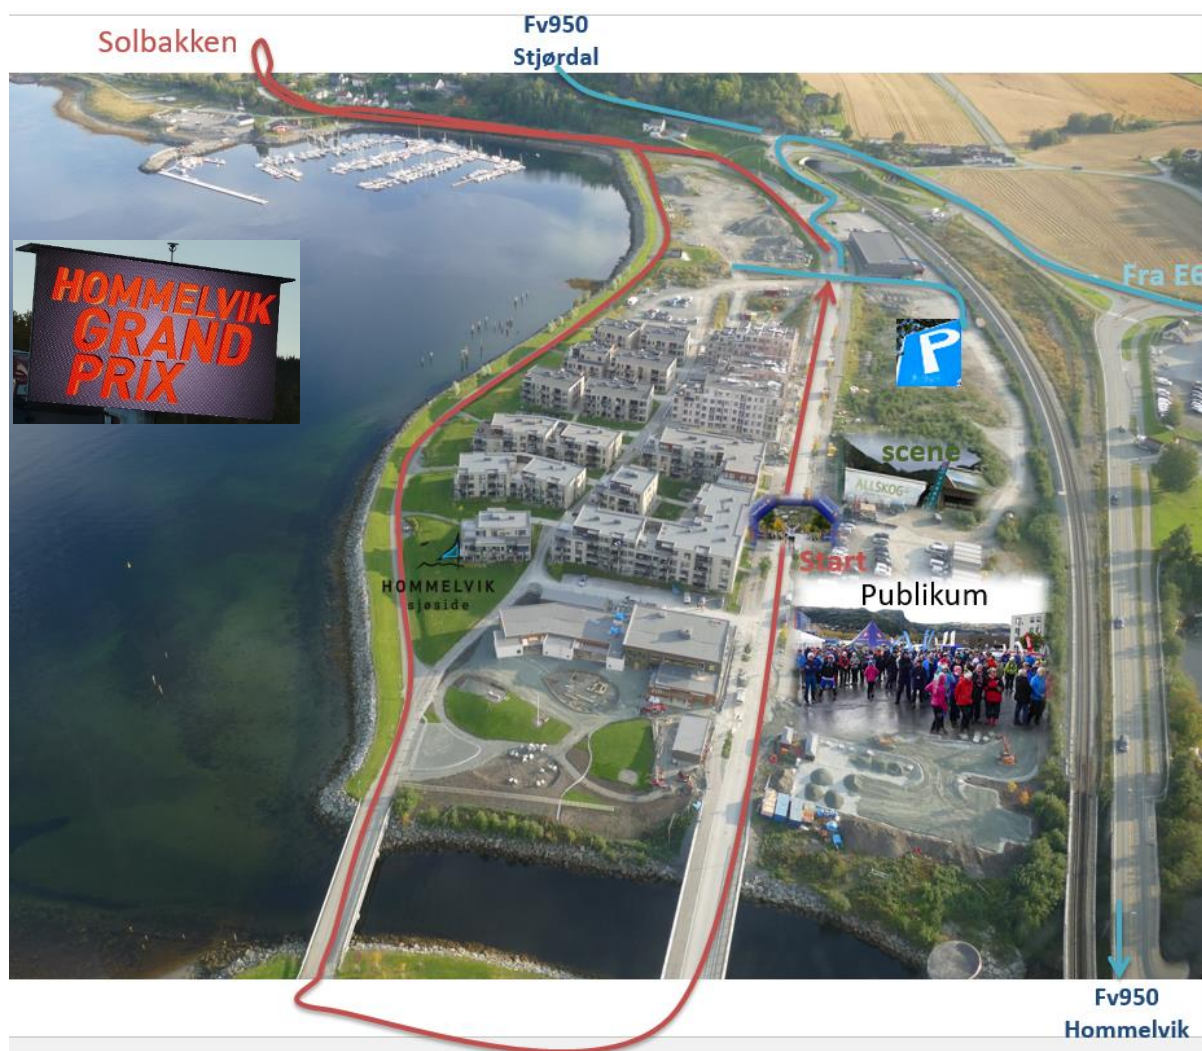 Solbakken
Fv950
Stjørdal
HOMMELVIK
GRAND
PRIX
Fra E6
P
scene
ALLSKOG
Start
HOMMELVIK
sjøside
Publikum
Fv950
Hommelvik